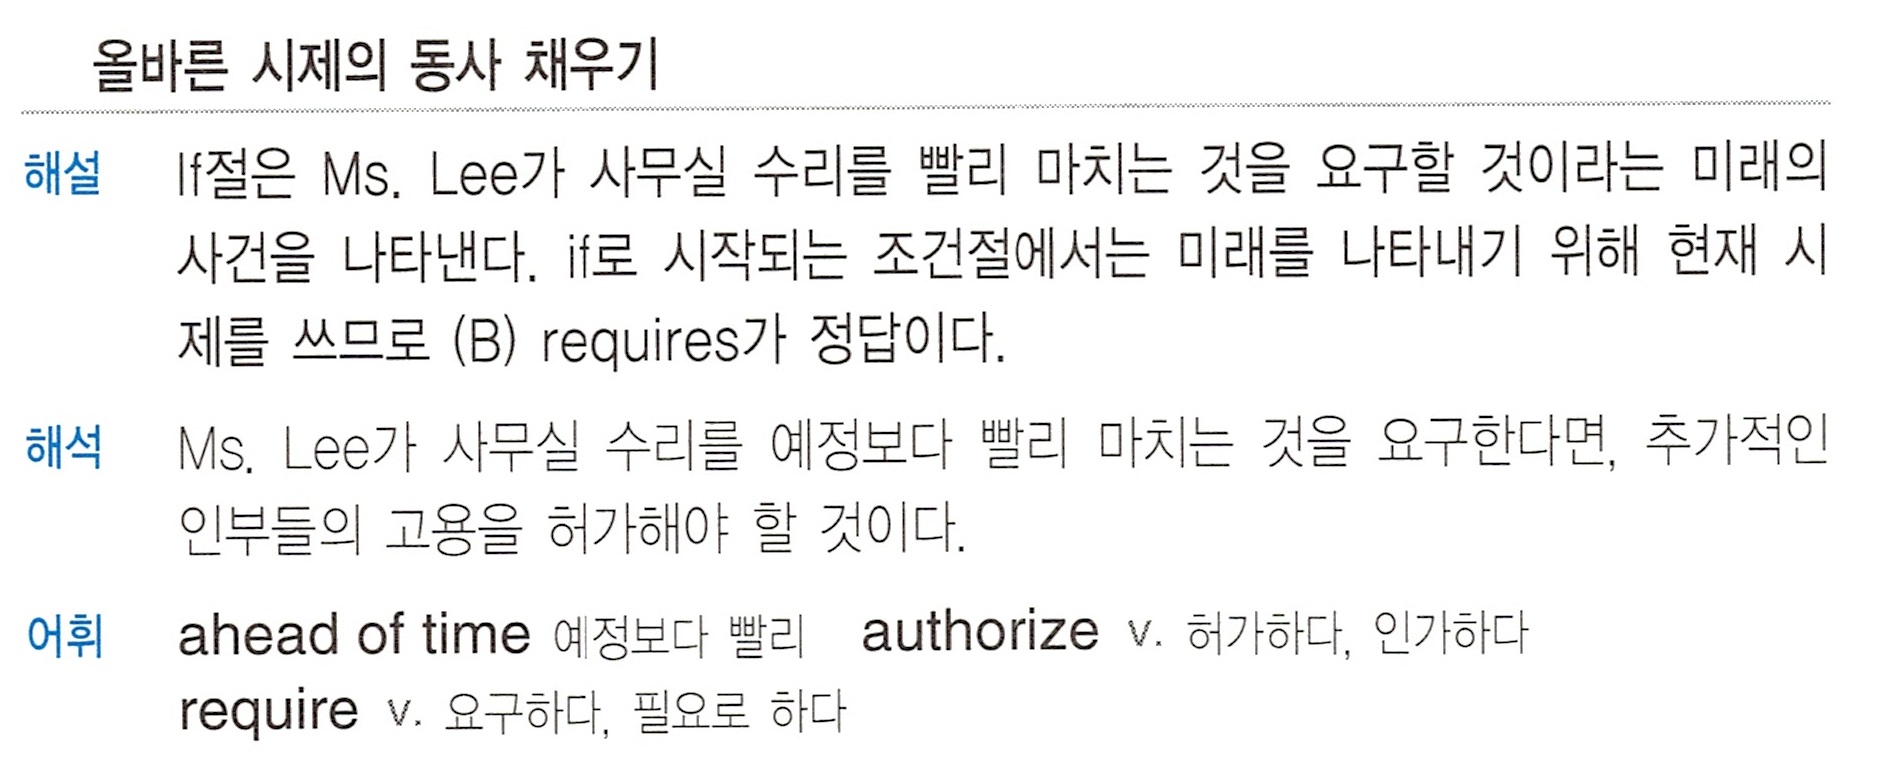 올바른 시제의 동사 채우기
해설 If절은 Ms. Lee가 사무실 수리를 빨리 마치는 것을 요구할 것이라는 미래의
사건을 나타낸다. if로 시작되는 조건절에서는 미래를 나타내기 위해 현재 시
제를 쓰므로 (B) requires가 정답이다.
해석 Ms. Lee가 사무실 수리를 예정보다 빨리 마치는 것을 요구한다면, 추가적인
인부들의 고용을 허가해야 할 것이다.
어휘 ahead of time 예정보다 빨리 authorize v. 허가하다, 인가하다
require v. 요구하다, 필요로 하다